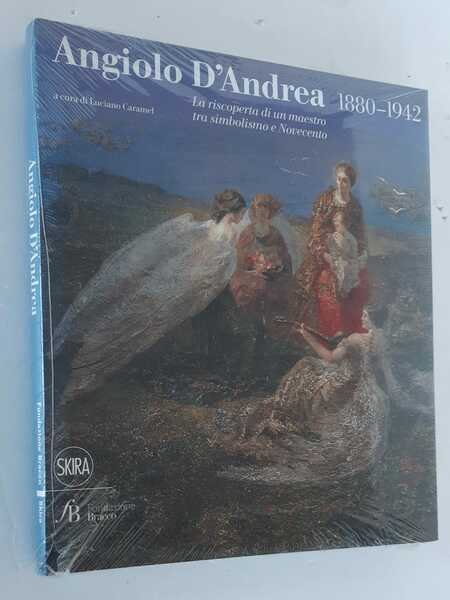 Angiolo D'Andrea 1880–1942
a cura di Luciano Caramel
La riscoperta di un maestro
tra simbolismo e Novecento
Angiolo D'Andrea
Fondazione Bracco
Skira
SKIRA
fB Fondazione
Bracco